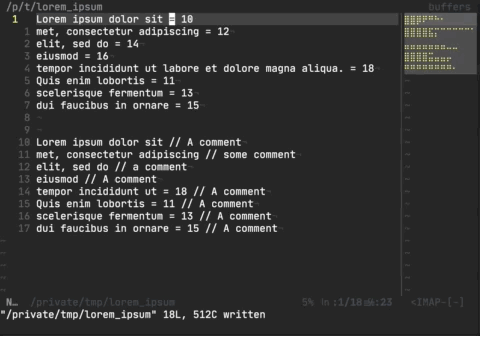 /p/t/lorem_ipsum buffers
1 Lorem ipsum dolor sit = 10
1 met, consectetur adipiscing = 12
2 elit, sed do = 14
3 eiusmod = 16
4 tempor incididunt ut labore et dolore magna aliqua. = 18
5 Quis enim lobortis = 11
6 scelerisque fermentum = 13
7 dui faucibus in ornare = 15
8
9
10 Lorem ipsum dolor sit // A comment
11 met, consectetur adipiscing // some comment
12 elit, sed do // a comment
13 eiusmod // A comment
14 tempor incididunt ut = 18 // A comment
15 Quis enim lobortis = 11 // A comment
16 scelerisque fermentum = 13 // A comment
17 dui faucibus in ornare = 15 // A comment
N… /private/tmp/lorem_ipsum 5% :1/18 :23 <IMAP-[-]
"/private/tmp/lorem_ipsum" 18L, 512C written